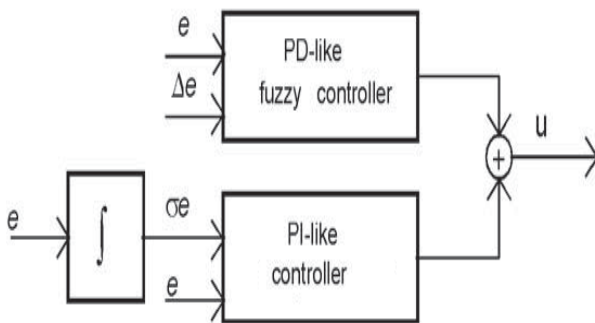 e
PD-like
Δe
fuzzy controller
u
+
σe
e
∫
PI-like
controller
e